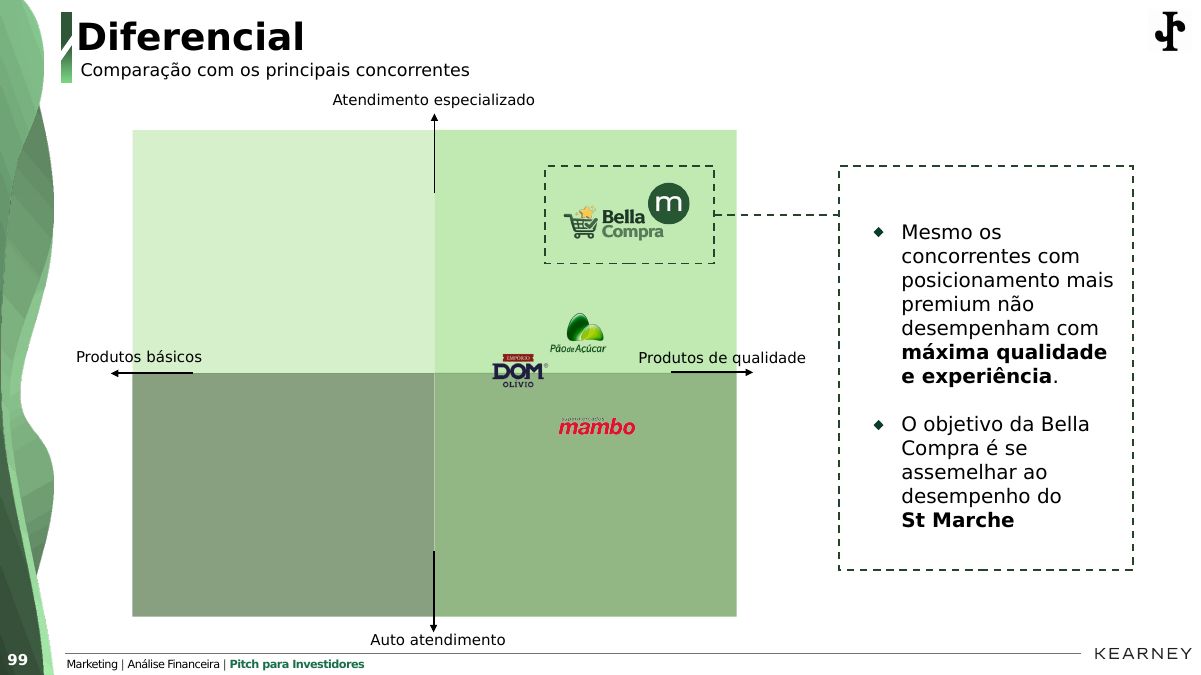 Diferencial
Comparação com os principais concorrentes
Atendimento especializado
m
Bella
Compra
Pão de Açúcar
Produtos básicos
Produtos de qualidade
EMPÓRIO
DOM
OLIVIO
supermercados
mambo
Auto atendimento
Mesmo os
concorrentes com
posicionamento mais
premium não
desempenham com
máxima qualidade
e experiência.
O objetivo da Bella
Compra é se
assemelhar ao
desempenho do
St Marche
99
Marketing | Análise Financeira | Pitch para Investidores
KEARNEY